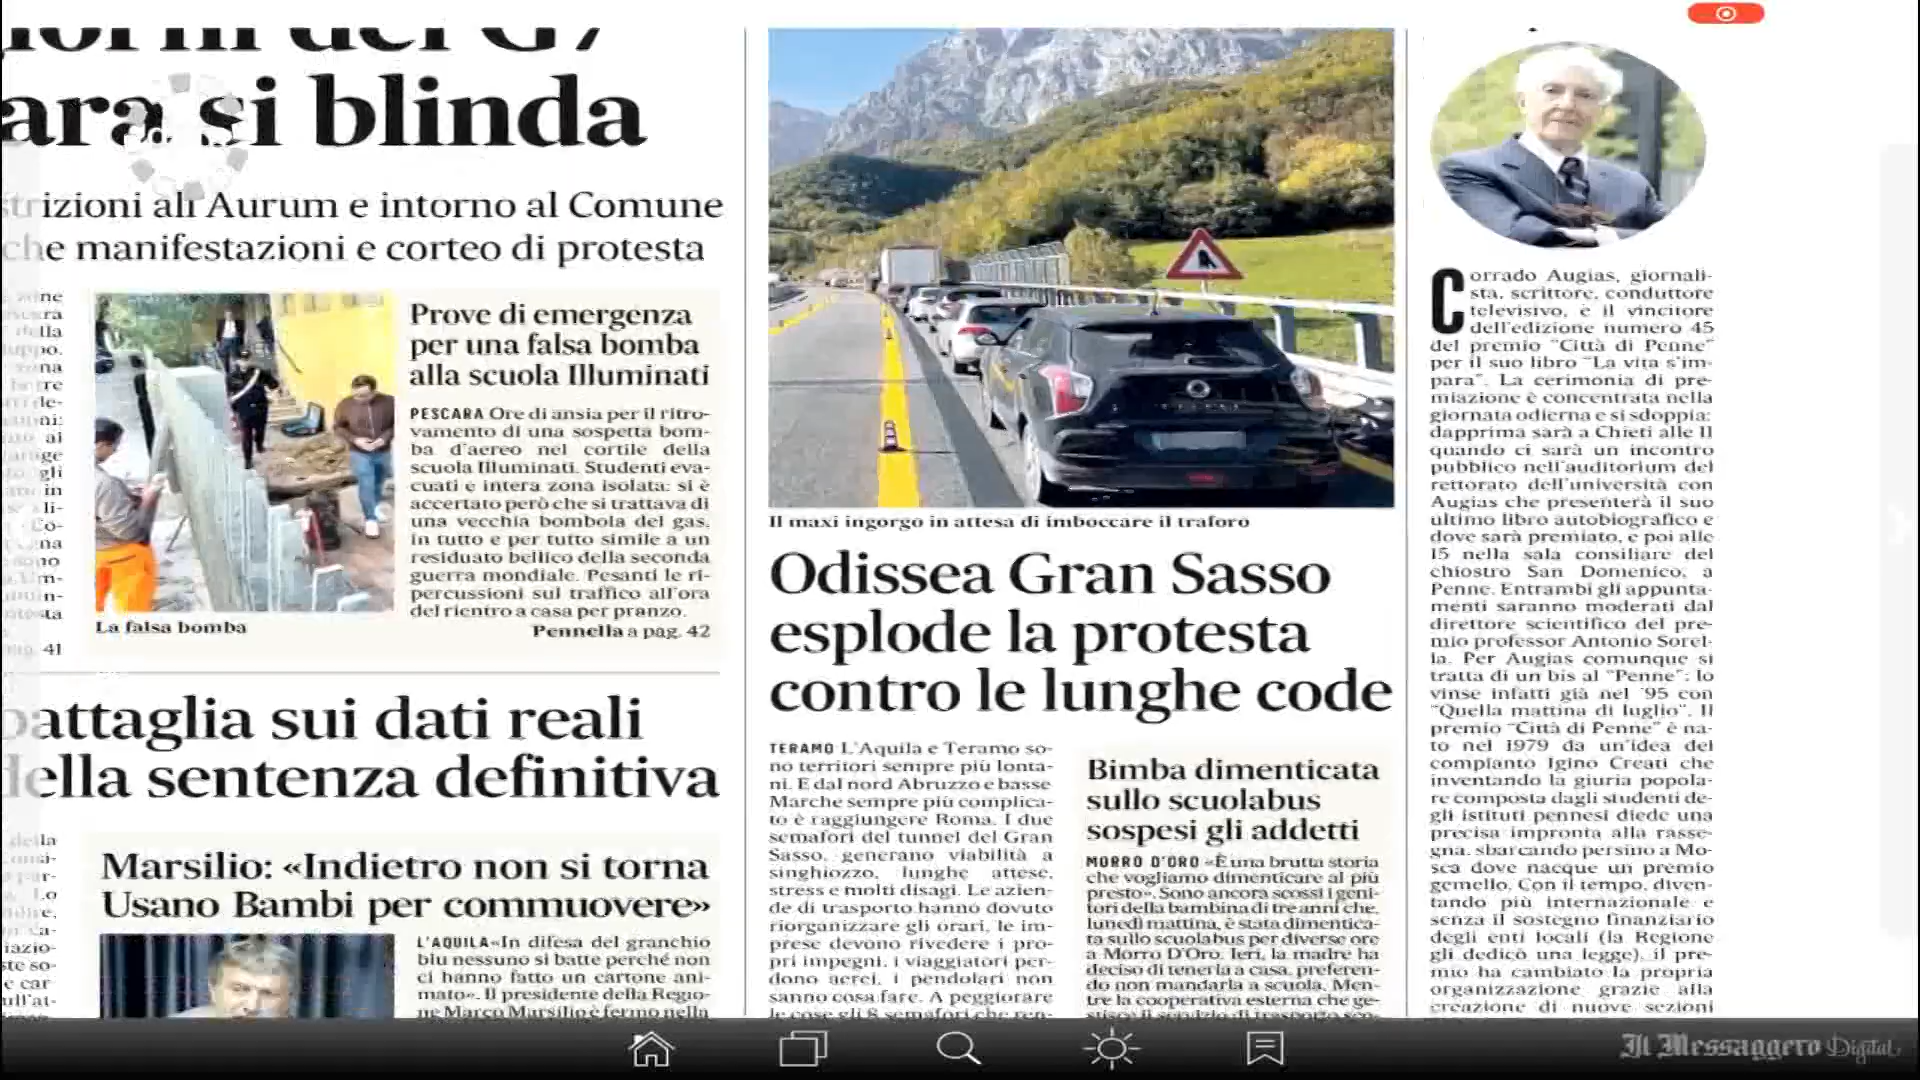 ara si blinda
izioni all'Aurum e intorno al Comune
che manifestazioni e corteo di protesta
Prove di emergenza
per una falsa bomba
alla scuola Illuminati
PESCARA Ore di ansia per il ritro-
vamento di una sospetta bom-
ba d'aereo nel cortile della
scuola Illuminati. Studenti eva-
cuati e intera zona isolata: si è
accertato però che si trattava di
una vecchia bombola del gas,
in tutto e per tutto simile a un
residuato bellico della seconda
guerra mondiale. Pesanti le ri-
percussioni sul traffico all'ora
del rientro a casa per pranzo.
Pennella a pag. 42
La falsa bomba
41
battaglia sui dati reali
della sentenza definitiva
Marsilio: «Indietro non si torna
Usano Bambi per commuovere»
L'AQUILA «In difesa del granchio
blu nessuno si batte perché non
ci hanno fatto un cartone ani-
mato». Il presidente della Regio-
ne Marco Marsilio è fermo nella
Il maxi ingorgo in attesa di imboccare il traforo
Odissea Gran Sasso
esplode la protesta
contro le lunghe code
TERAMO L'Aquila e Teramo so-
no territori sempre più lonta-
ni. E dal nord Abruzzo e basse
Marche sempre più complica-
to è raggiungere Roma. I due
semafori del tunnel del Gran
Sasso, generano viabilità a
singhiozzo, lunghe attese,
stress e molti disagi. Le azien-
de di trasporto hanno dovuto
riorganizzare gli orari, le im-
prese devono rivedere i pro-
pri impegni, i viaggiatori per-
dono aerei, i pendolari non
sanno cosa fare. A peggiorare
le cose gli 8 semafori che ren-
Bimba dimenticata
sullo scuolabus
sospesi gli addetti
MORRO D'ORO «È una brutta storia
che vogliamo dimenticare al più
presto». Sono ancora scossi i geni-
tori della bambina di tre anni che,
lunedì mattina, è stata dimentica-
ta sullo scuolabus per diverse ore
a Morro D'Oro. Ieri, la madre ha
deciso di tenerla a casa, preferen-
do non mandarla a scuola. Men-
tre la cooperativa esterna che ge-
stisce il servizio di trasporto sco-
Corrado Augias, giornali-
sta, scrittore, conduttore
televisivo, è il vincitore
dell'edizione numero 45
del premio "Città di Penne"
per il suo libro "La vita s'im-
para". La cerimonia di pre-
miazione è concentrata nella
giornata odierna e si sdoppia:
dapprima sarà a Chieti alle 11
quando ci sarà un incontro
pubblico nell'auditorium del
rettorato dell'università con
Augias che presenterà il suo
ultimo libro autobiografico e
dove sarà premiato, e poi alle
15 nella sala consiliare del
chiostro San Domenico, a
Penne. Entrambi gli appunta-
menti saranno moderati dal
direttore scientifico del pre-
mio professor Antonio Sorel-
la. Per Augias comunque si
tratta di un bis al "Penne": lo
vinse infatti già nel '95 con
"Quella mattina di luglio". Il
premio "Città di Penne" è na-
to nel 1979 da un'idea del
compianto Igino Creati che
inventando la giuria popola-
re composta dagli studenti de-
gli istituti pennesi diede una
precisa impronta alla rasse-
gna, sbarcando persino a Mo-
sca dove nacque un premio
gemello. Con il tempo, diven-
tando più internazionale e
senza il sostegno finanziario
degli enti locali (la Regione
gli dedicò una legge), il pre-
mio ha cambiato la propria
organizzazione grazie alla
creazione di nuove sezioni
Il Messaggero Digital